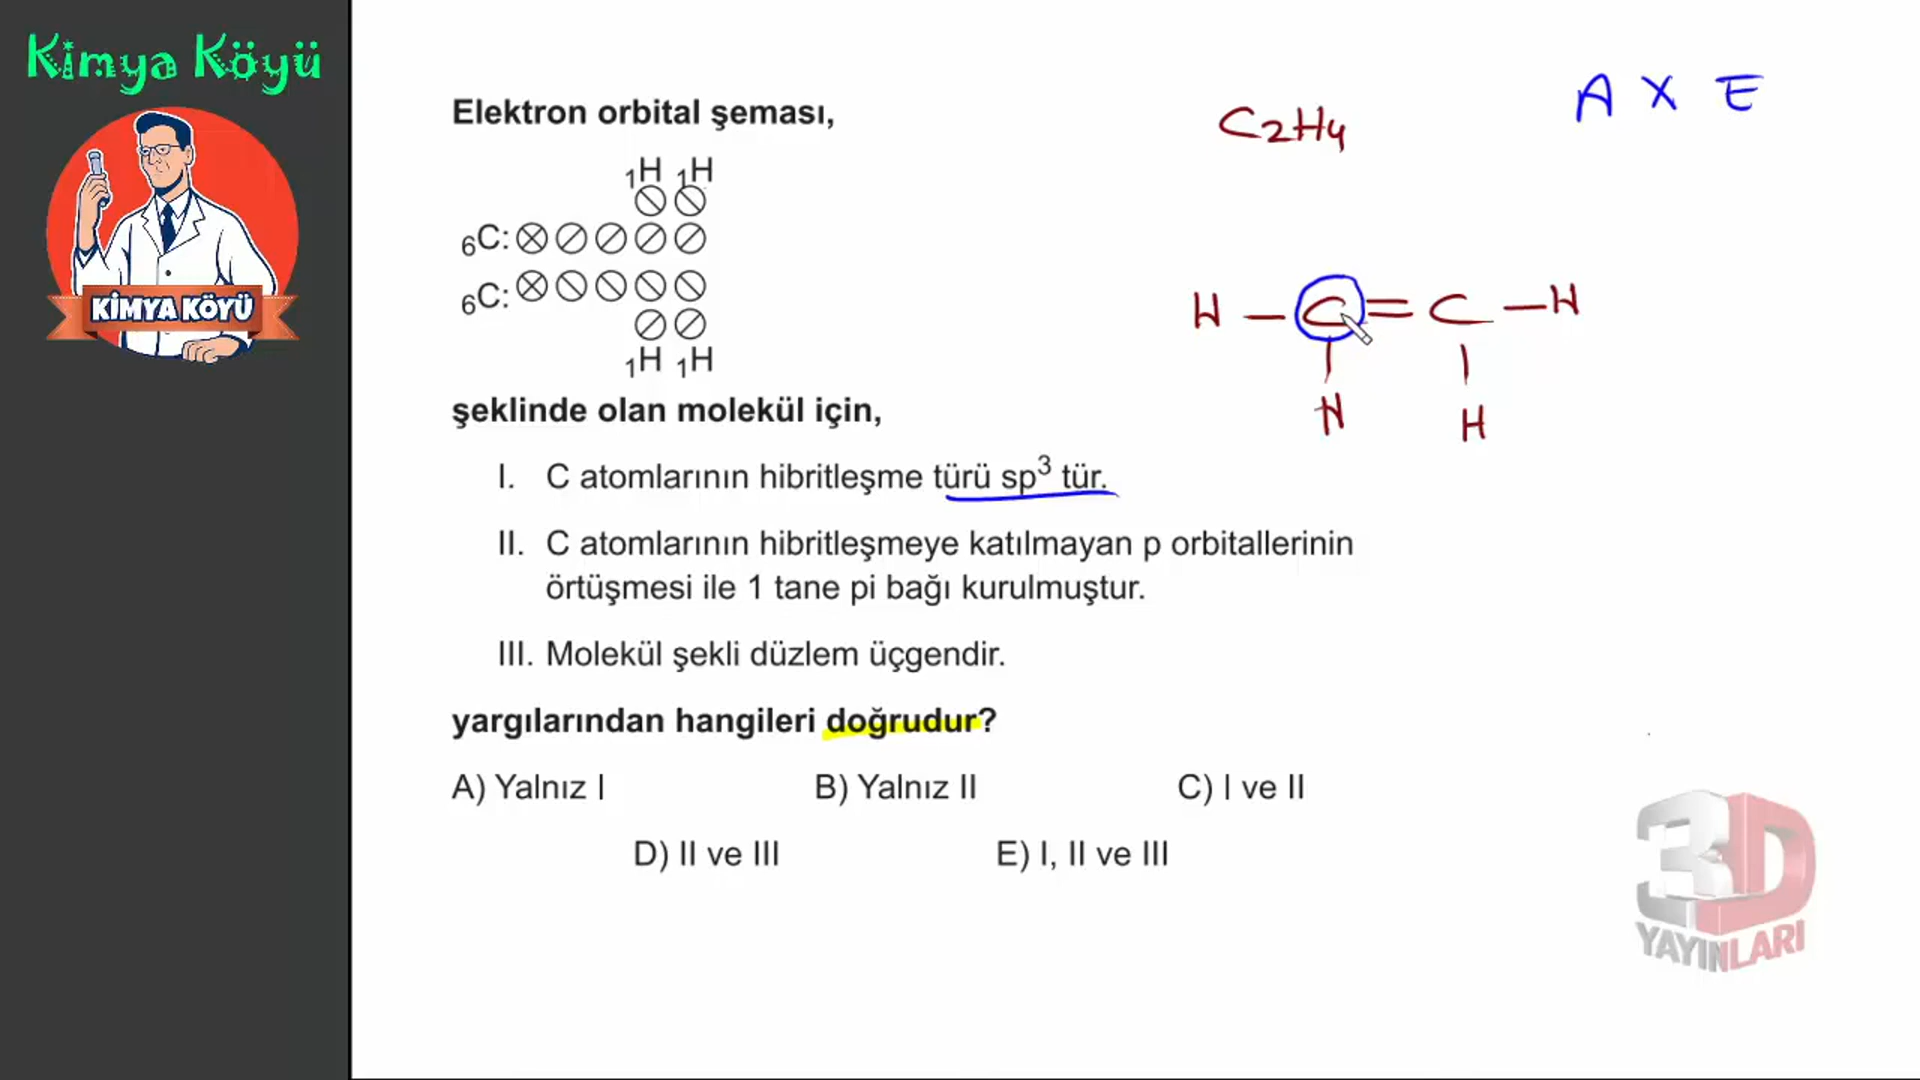 Kimya Köyü
KİMYA KÖYÜ
Elektron orbital şeması,
₁H ₁H
₆C:
₆C:
₁H ₁H
şeklinde olan molekül için,
I. C atomlarının hibritleşme türü sp³ tür.
II. C atomlarının hibritleşmeye katılmayan p orbitallerinin
örtüşmesi ile 1 tane pi bağı kurulmuştur.
III. Molekül şekli düzlem üçgendir.
yargılarından hangileri doğrudur?
A) Yalnız I B) Yalnız II C) I ve II
D) II ve III E) I, II ve III
C2H4
A X E
H – C = C – H
H H
3D
YAYINLARI